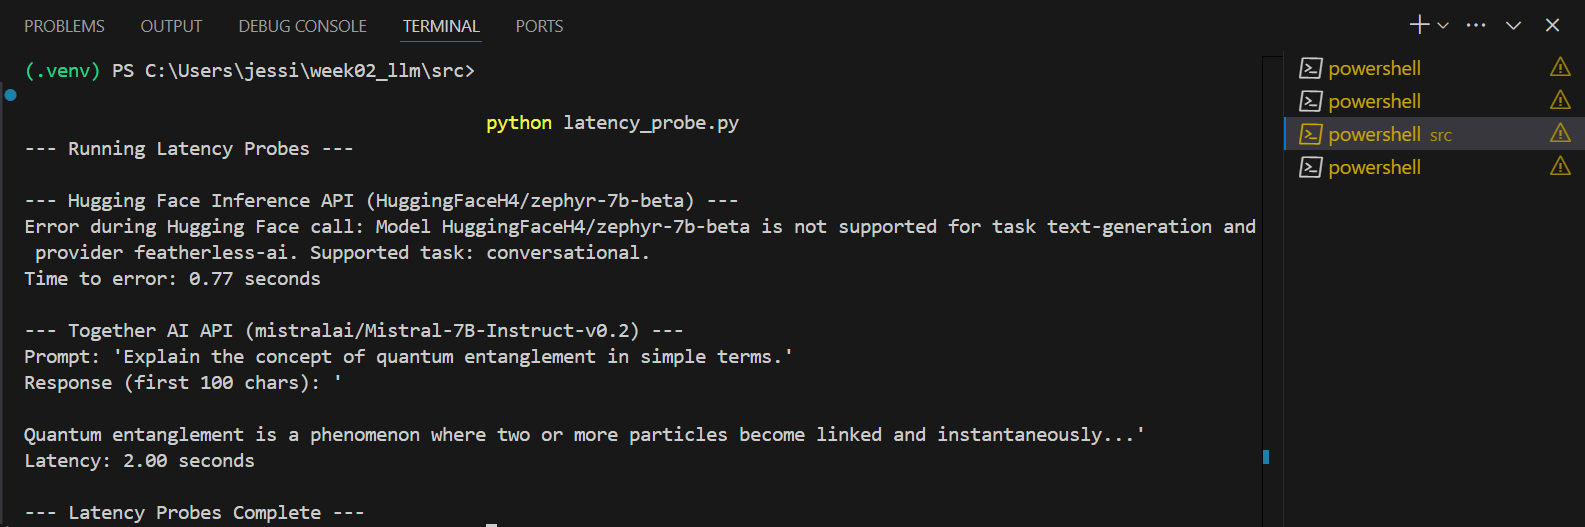 PROBLEMS OUTPUT DEBUG CONSOLE TERMINAL PORTS
(.venv) PS C:\Users\jessi\week02_llm\src>
python latency_probe.py
--- Running Latency Probes ---
--- Hugging Face Inference API (HuggingFaceH4/zephyr-7b-beta) ---
Error during Hugging Face call: Model HuggingFaceH4/zephyr-7b-beta is not supported for task text-generation and
provider featherless-ai. Supported task: conversational.
Time to error: 0.77 seconds
--- Together AI API (mistralai/Mistral-7B-Instruct-v0.2) ---
Prompt: 'Explain the concept of quantum entanglement in simple terms.'
Response (first 100 chars): '
Quantum entanglement is a phenomenon where two or more particles become linked and instantaneously...'
Latency: 2.00 seconds
--- Latency Probes Complete ---
powershell
powershell
powershell src
powershell